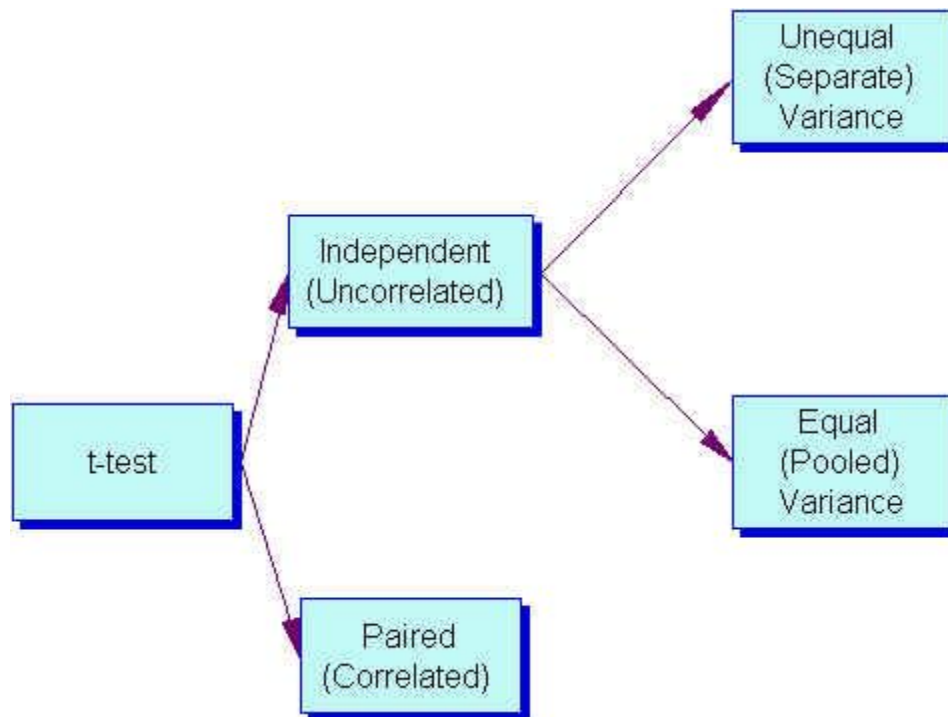 Unequal
(Separate)
Variance
Independent
(Uncorrelated)
t-test
Equal
(Pooled)
Variance
Paired
(Correlated)